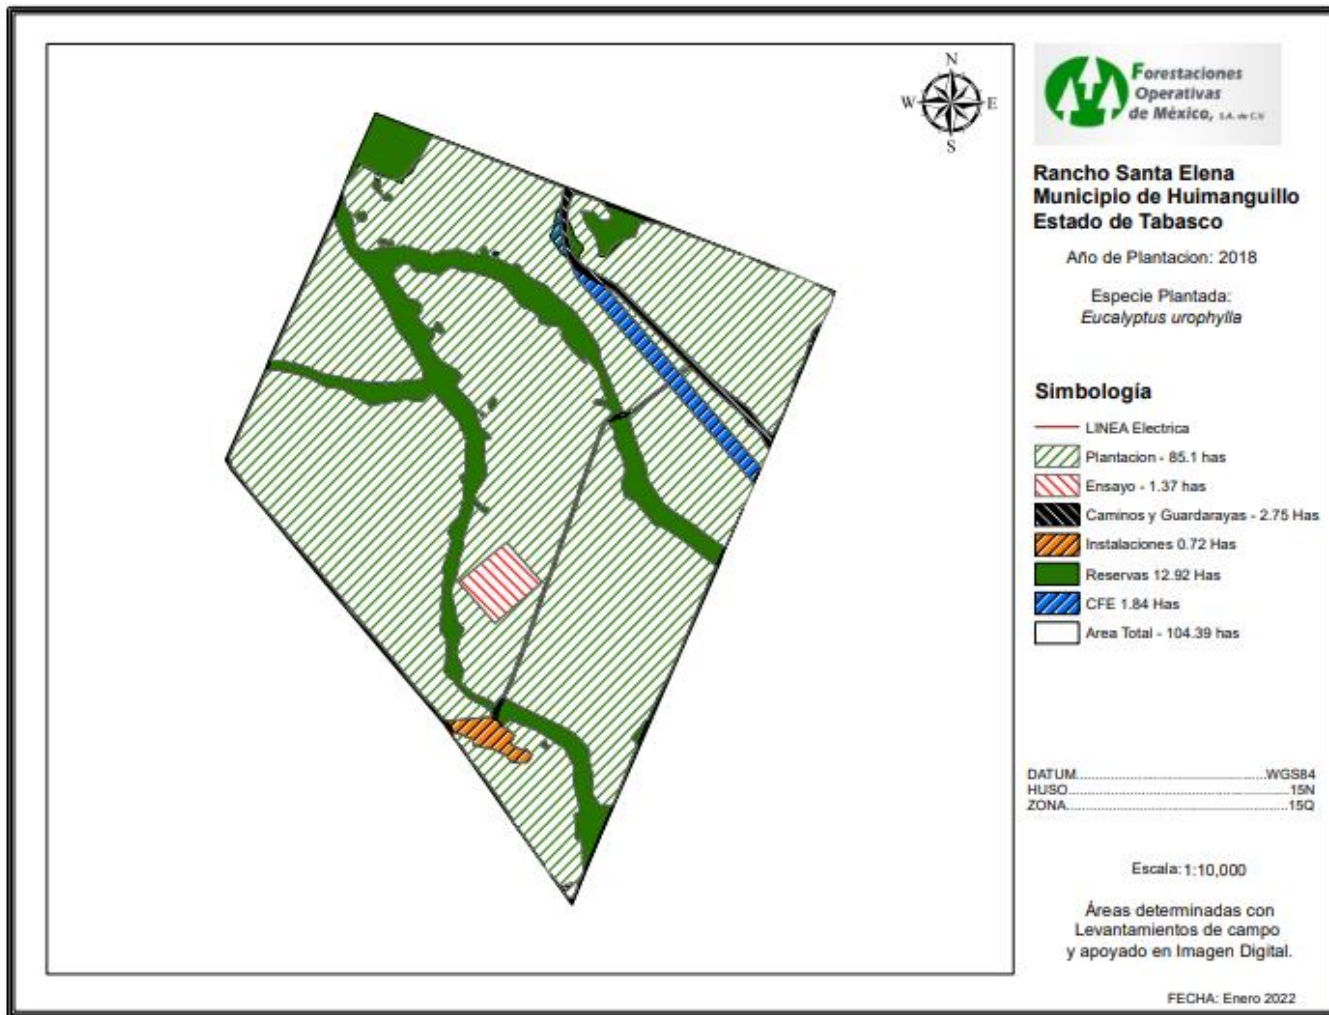 N
W E
S
Forestaciones
Operativas
de México, S.A. de C.V
Rancho Santa Elena
Municipio de Huimanguillo
Estado de Tabasco
Año de Plantacion: 2018
Especie Plantada:
Eucalyptus urophylla
Simbología
LINEA Electrica
Plantacion - 85.1 has
Ensayo - 1.37 has
Caminos y Guardarayas - 2.75 Has
Instalaciones 0.72 Has
Reservas 12.92 Has
CFE 1.84 Has
Area Total - 104.39 has
DATUM..........................................WGS84
HUSO................................................15N
ZONA................................................15Q
Escala: 1:10,000
Áreas determinadas con
Levantamientos de campo
y apoyado en Imagen Digital.
FECHA: Enero 2022